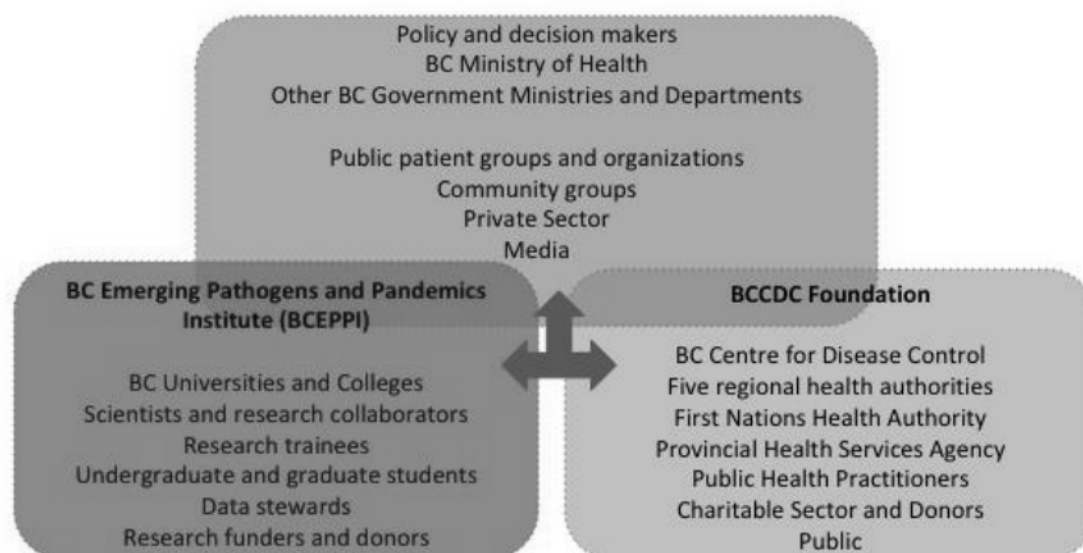 Policy and decision makers
BC Ministry of Health
Other BC Government Ministries and Departments
Public patient groups and organizations
Community groups
Private Sector
Media
BC Emerging Pathogens and Pandemics
Institute (BCEPPI)
BC Universities and Colleges
Scientists and research collaborators
Research trainees
Undergraduate and graduate students
Data stewards
Research funders and donors
BCCDC Foundation
BC Centre for Disease Control
Five regional health authorities
First Nations Health Authority
Provincial Health Services Agency
Public Health Practitioners
Charitable Sector and Donors
Public